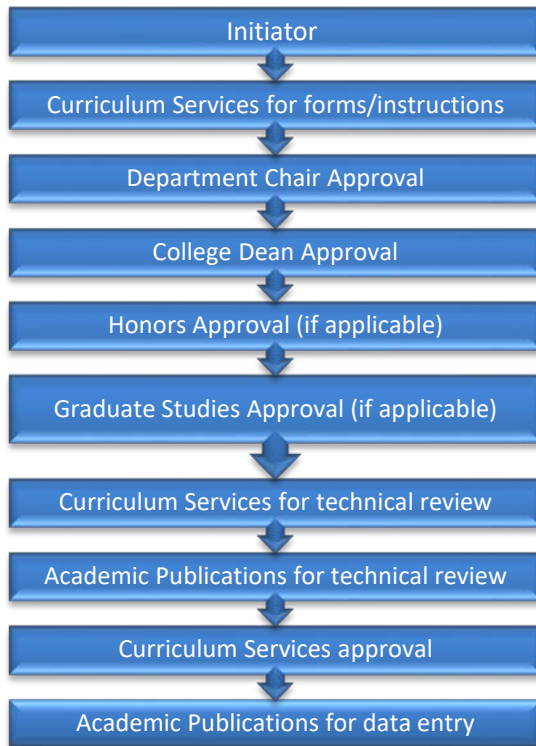 Initiator
Curriculum Services for forms/instructions
Department Chair Approval
College Dean Approval
Honors Approval (if applicable)
Graduate Studies Approval (if applicable)
Curriculum Services for technical review
Academic Publications for technical review
Curriculum Services approval
Academic Publications for data entry